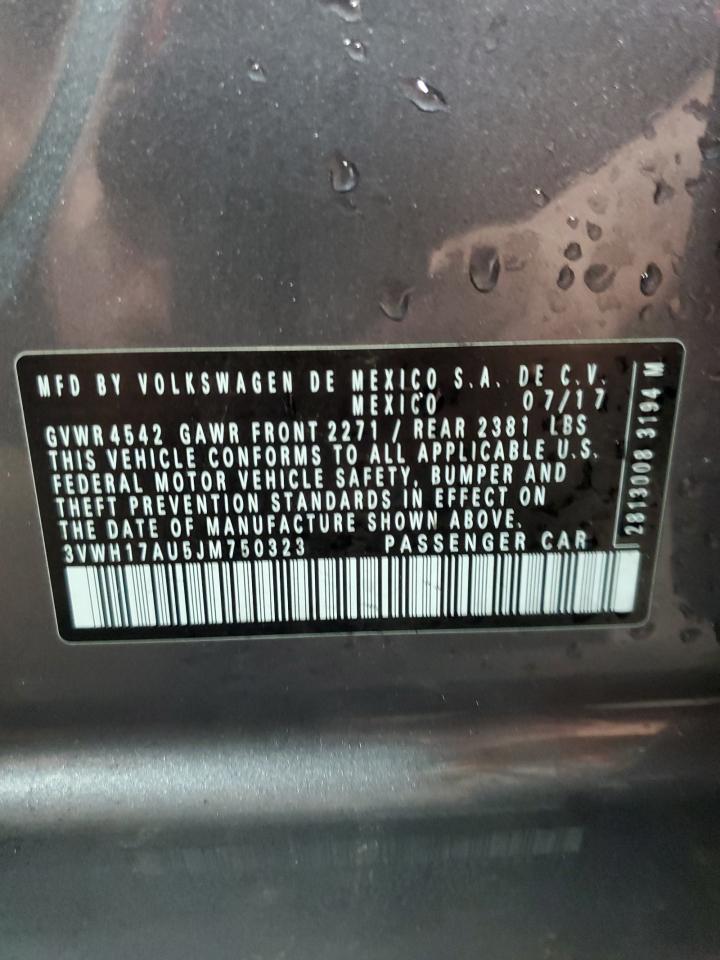 MFD BY VOLKSWAGEN DE MEXICO S.A. DE C.V.
MEXICO 07/17
GVWR 4542 GAWR FRONT 2271 / REAR 2381 LBS
THIS VEHICLE CONFORMS TO ALL APPLICABLE U.S.
FEDERAL MOTOR VEHICLE SAFETY, BUMPER AND
THEFT PREVENTION STANDARDS IN EFFECT ON
THE DATE OF MANUFACTURE SHOWN ABOVE.
3VWH17AU5JM750323 PASSENGER CAR
2813008 3194 M